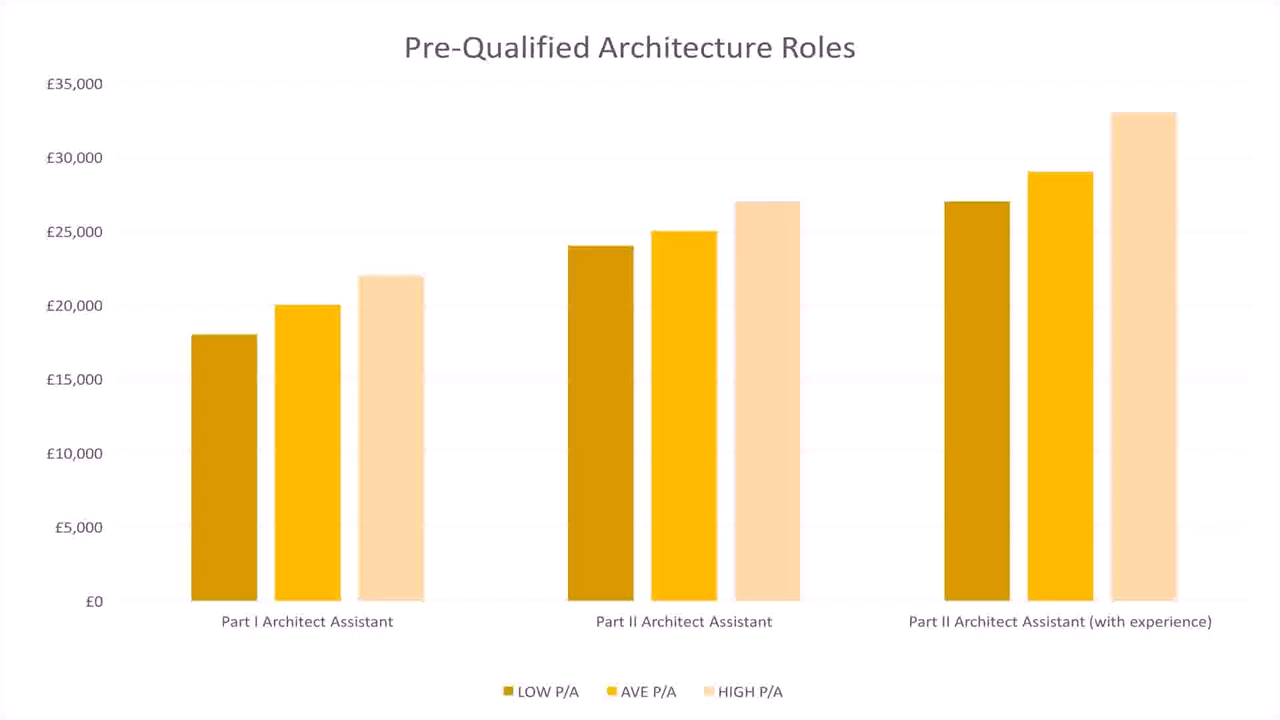 Pre-Qualified Architecture Roles
£35,000
£30,000
£25,000
£20,000
£15,000
£10,000
£5,000
£0
Part I Architect Assistant
Part II Architect Assistant
Part II Architect Assistant (with experience)
LOW P/A
AVE P/A
HIGH P/A